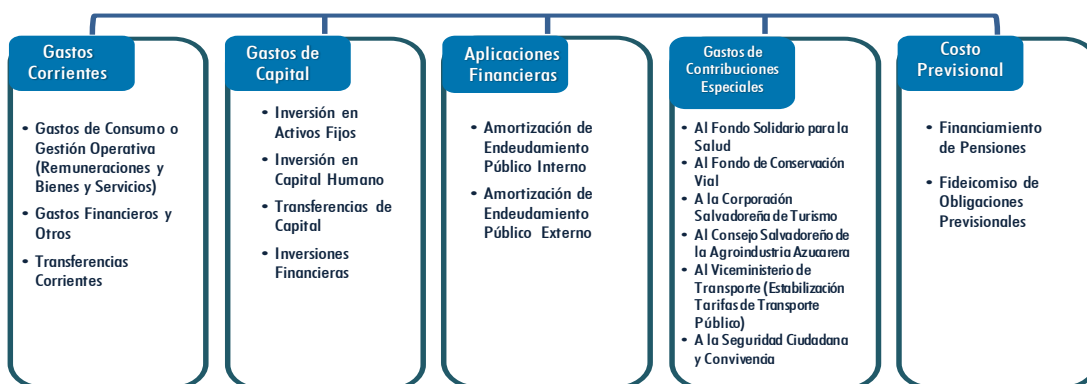 Gastos
Corrientes
• Gastos de Consumo o
Gestión Operativa
(Remuneraciones y
Bienes y Servicios)
• Gastos Financieros y
Otros
• Transferencias
Corrientes
Gastos de
Capital
• Inversión en
Activos Fijos
• Inversión en
Capital Humano
• Transferencias de
Capital
• Inversiones
Financieras
Aplicaciones
Financieras
• Amortización de
Endeudamiento
Público Interno
• Amortización de
Endeudamiento
Público Externo
Gastos de
Contribuciones
Especiales
• Al Fondo Solidario para la
Salud
• Al Fondo de Conservación
Vial
• A la Corporación
Salvadoreña de Turismo
• Al Consejo Salvadoreño de
la Agroindustria Azucarera
• Al Viceministerio de
Transporte (Estabilización
Tarifas de Transporte
Público)
• A la Seguridad Ciudadana
y Convivencia
Costo
Previsional
• Financiamiento
de Pensiones
• Fideicomiso de
Obligaciones
Previsionales